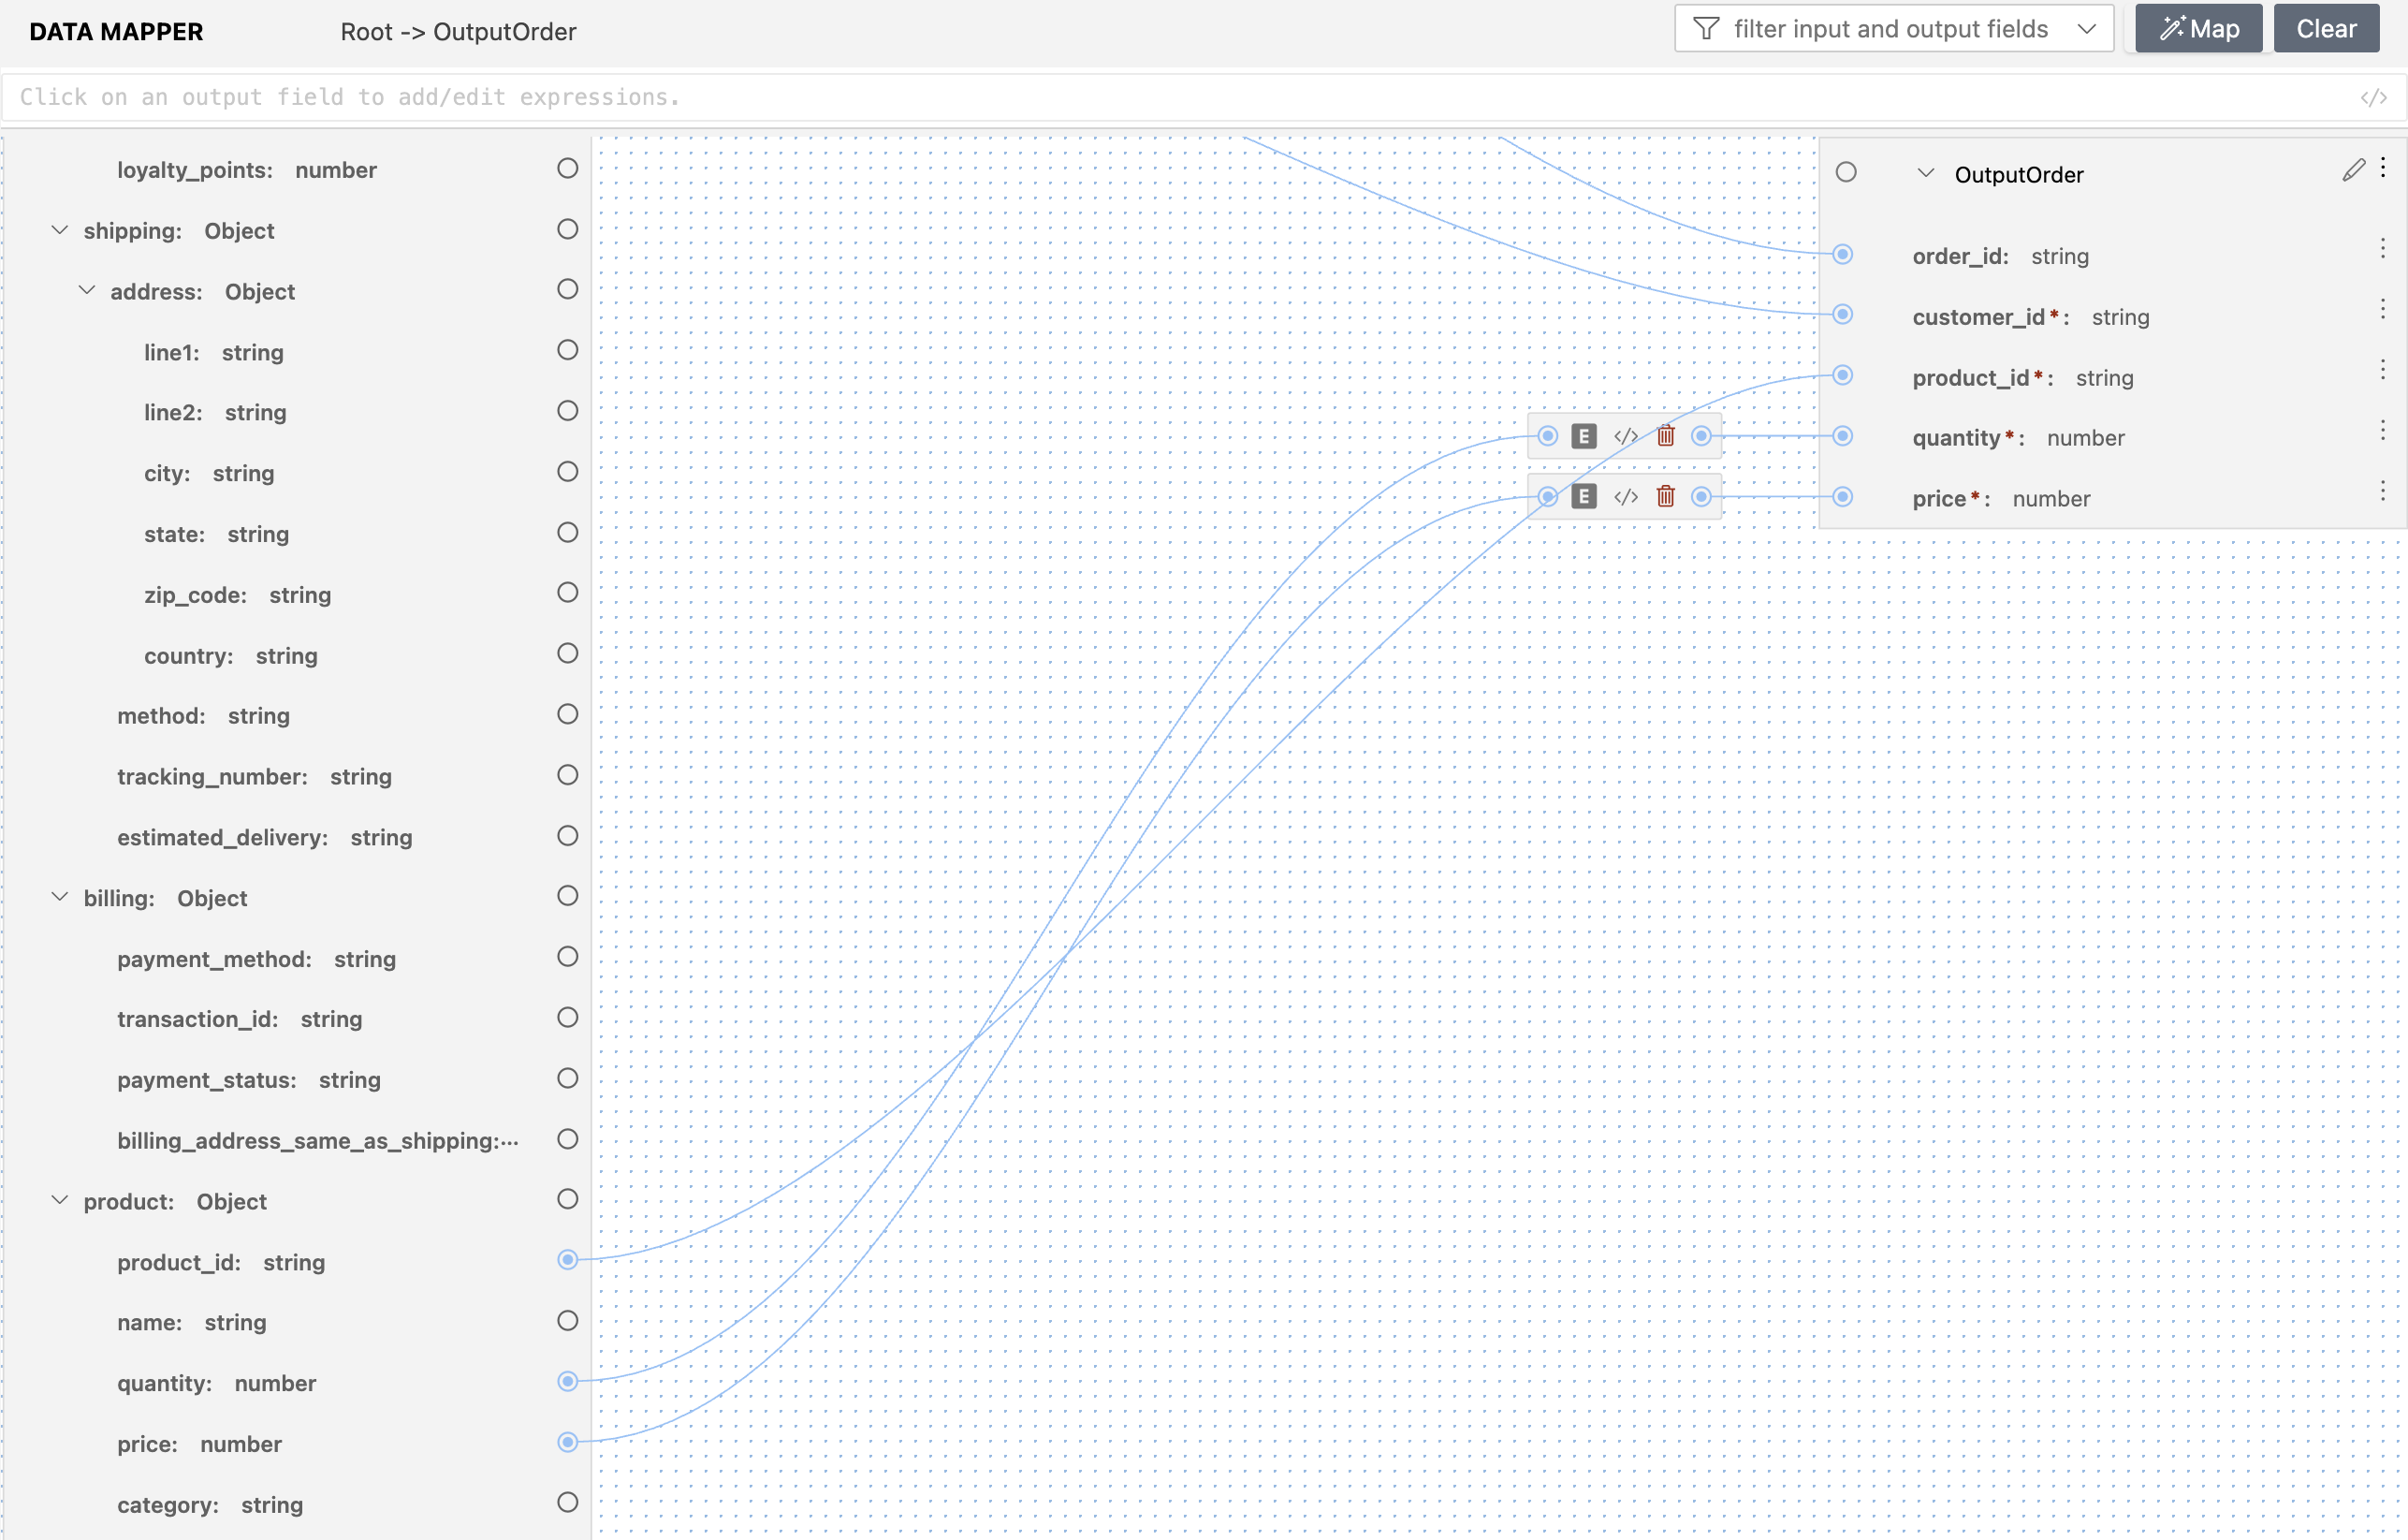 DATA MAPPER
Root -> OutputOrder
filter input and output fields
Map
Clear
Click on an output field to add/edit expressions.
</>
loyalty_points: number
shipping: Object
address: Object
line1: string
line2: string
city: string
state: string
zip_code: string
country: string
method: string
tracking_number: string
estimated_delivery: string
billing: Object
payment_method: string
transaction_id: string
payment_status: string
billing_address_same_as_shipping:...
product: Object
product_id: string
name: string
quantity: number
price: number
category: string
E </>
E </>
OutputOrder
order_id: string
customer_id*: string
product_id*: string
quantity*: number
price*: number